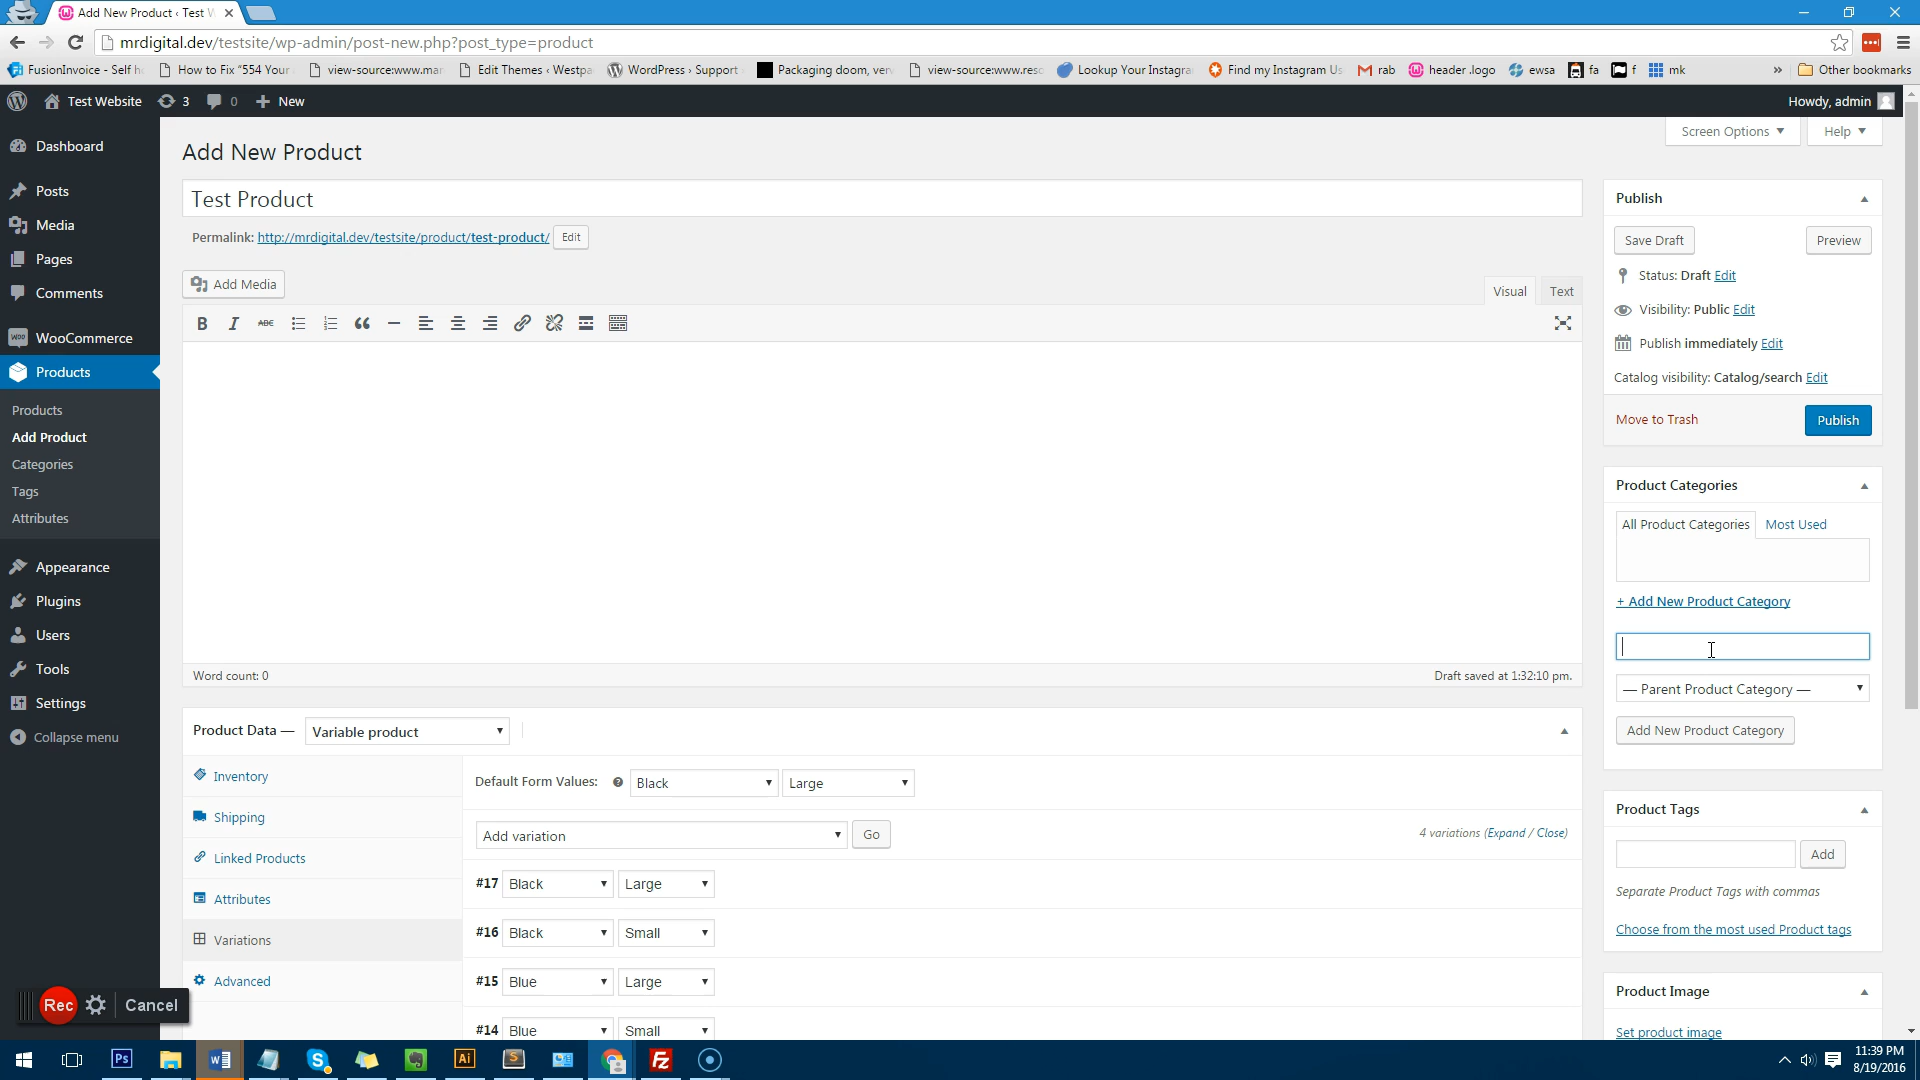 Add New Product ‹ Test W
mrdigital.dev/testsite/wp-admin/post-new.php?post_type=product
FusionInvoice - Self h
How to Fix "554 Your
view-source:www.mar
Edit Themes ‹ Westpa
WordPress › Support
Packaging doom, ver
view-source:www.resc
Lookup Your Instagra
Find my Instagram Us
rab
header .logo
ewsa
fa
f
mk
»
Other bookmarks
Test Website
3
0
+ New
Howdy, admin
Screen Options
Help
Dashboard
Posts
Media
Pages
Comments
WooCommerce
Products
Products
Add Product
Categories
Tags
Attributes
Appearance
Plugins
Users
Tools
Settings
Collapse menu
Rec
Cancel
Add New Product
Test Product
Permalink: http://mrdigital.dev/testsite/product/test-product/ Edit
Add Media
Visual
Text
B I ABC
Word count: 0
Draft saved at 1:32:10 pm.
Product Data — Variable product
Inventory
Shipping
Linked Products
Attributes
Variations
Advanced
Default Form Values: Black Large
Add variation Go
4 variations (Expand / Close)
#17 Black Large
#16 Black Small
#15 Blue Large
#14 Blue Small
Publish
Save Draft
Preview
Status: Draft Edit
Visibility: Public Edit
Publish immediately Edit
Catalog visibility: Catalog/search Edit
Move to Trash
Publish
Product Categories
All Product Categories
Most Used
+ Add New Product Category
— Parent Product Category —
Add New Product Category
Product Tags
Add
Separate Product Tags with commas
Choose from the most used Product tags
Product Image
Set product image
Ps
Ai
S
Fz
11:39 PM
8/19/2016